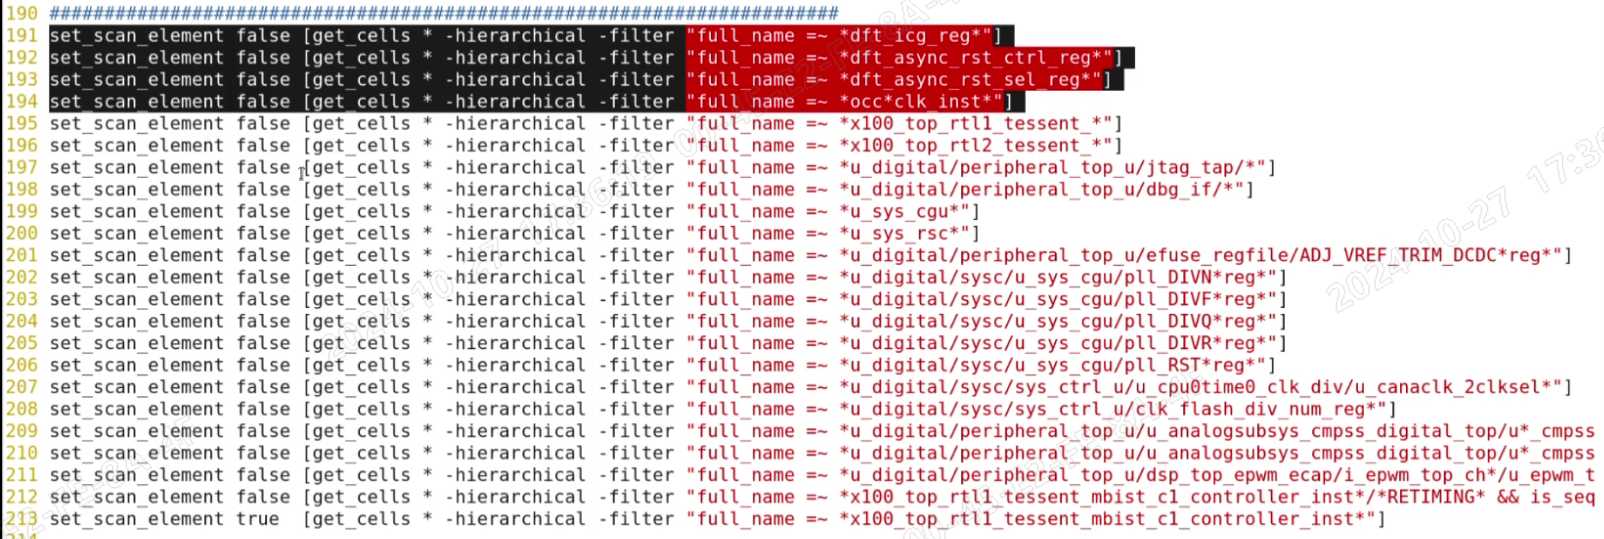 190 #########################################################################
191 set_scan_element false [get_cells * -hierarchical -filter "full_name =~ *dft_icg_reg*"]
192 set_scan_element false [get_cells * -hierarchical -filter "full_name =~ *dft_async_rst_ctrl_reg*"]
193 set_scan_element false [get_cells * -hierarchical -filter "full_name =~ *dft_async_rst_sel_reg*"]
194 set_scan_element false [get_cells * -hierarchical -filter "full_name =~ *occ*clk_inst*"]
195 set_scan_element false [get_cells * -hierarchical -filter "full_name =~ *x100_top_rtl1_tessent_*"]
196 set_scan_element false [get_cells * -hierarchical -filter "full_name =~ *x100_top_rtl2_tessent_*"]
197 set_scan_element false [get_cells * -hierarchical -filter "full_name =~ *u_digital/peripheral_top_u/jtag_tap/*"]
198 set_scan_element false [get_cells * -hierarchical -filter "full_name =~ *u_digital/peripheral_top_u/dbg_if/*"]
199 set_scan_element false [get_cells * -hierarchical -filter "full_name =~ *u_sys_cgu*"]
200 set_scan_element false [get_cells * -hierarchical -filter "full_name =~ *u_sys_rsc*"]
201 set_scan_element false [get_cells * -hierarchical -filter "full_name =~ *u_digital/peripheral_top_u/efuse_regfile/ADJ_VREF_TRIM_DCDC*reg*"]
202 set_scan_element false [get_cells * -hierarchical -filter "full_name =~ *u_digital/sysc/u_sys_cgu/pll_DIVN*reg*"]
203 set_scan_element false [get_cells * -hierarchical -filter "full_name =~ *u_digital/sysc/u_sys_cgu/pll_DIVF*reg*"]
204 set_scan_element false [get_cells * -hierarchical -filter "full_name =~ *u_digital/sysc/u_sys_cgu/pll_DIVQ*reg*"]
205 set_scan_element false [get_cells * -hierarchical -filter "full_name =~ *u_digital/sysc/u_sys_cgu/pll_DIVR*reg*"]
206 set_scan_element false [get_cells * -hierarchical -filter "full_name =~ *u_digital/sysc/u_sys_cgu/pll_RST*reg*"]
207 set_scan_element false [get_cells * -hierarchical -filter "full_name =~ *u_digital/sysc/sys_ctrl_u/u_cpu0time0_clk_div/u_canaclk_2clksel*"]
208 set_scan_element false [get_cells * -hierarchical -filter "full_name =~ *u_digital/sysc/sys_ctrl_u/clk_flash_div_num_reg*"]
209 set_scan_element false [get_cells * -hierarchical -filter "full_name =~ *u_digital/peripheral_top_u/u_analogsubsys_cmpss_digital_top/u*_cmpss
210 set_scan_element false [get_cells * -hierarchical -filter "full_name =~ *u_digital/peripheral_top_u/u_analogsubsys_cmpss_digital_top/u*_cmpss
211 set_scan_element false [get_cells * -hierarchical -filter "full_name =~ *u_digital/peripheral_top_u/dsp_top_epwm_ecap/i_epwm_top_ch*/u_epwm_t
212 set_scan_element false [get_cells * -hierarchical -filter "full_name =~ *x100_top_rtl1_tessent_mbist_c1_controller_inst*/*RETIMING* && is_seq
213 set_scan_element true [get_cells * -hierarchical -filter "full_name =~ *x100_top_rtl1_tessent_mbist_c1_controller_inst*"]
2024-10-27 17:36